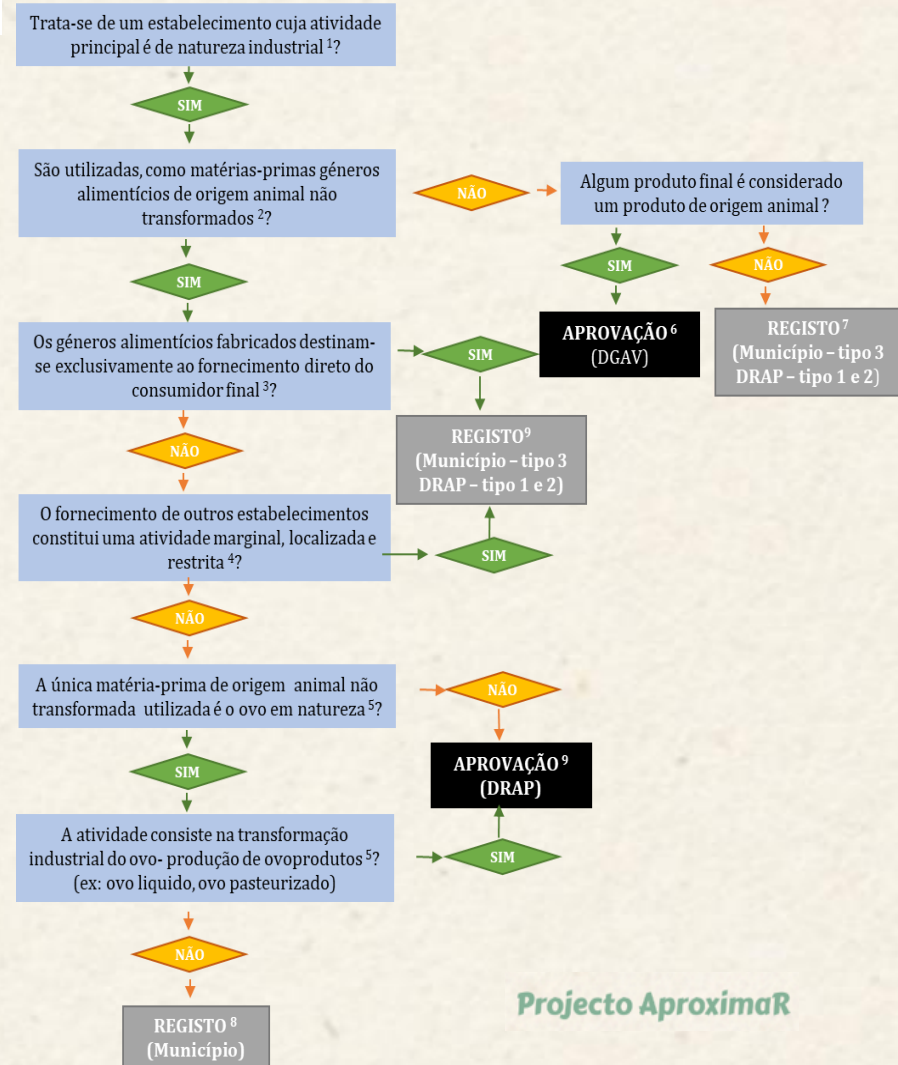 Trata-se de um estabelecimento cuja atividade
principal é de natureza industrial ¹?
SIM
São utilizadas, como matérias-primas géneros
alimentícios de origem animal não
transformados ²?
NÃO
Algum produto final é considerado
um produto de origem animal ?
SIM
SIM
NÃO
APROVAÇÃO ⁶
(DGAV)
REGISTO ⁷
(Município – tipo 3
DRAP – tipo 1 e 2)
Os géneros alimentícios fabricados destinam-
se exclusivamente ao fornecimento direto do
consumidor final ³?
SIM
NÃO
REGISTO⁹
(Município – tipo 3
DRAP – tipo 1 e 2)
O fornecimento de outros estabelecimentos
constitui uma atividade marginal, localizada e
restrita ⁴?
SIM
NÃO
A única matéria-prima de origem animal não
transformada utilizada é o ovo em natureza ⁵?
NÃO
SIM
APROVAÇÃO ⁹
(DRAP)
A atividade consiste na transformação
industrial do ovo- produção de ovoprodutos ⁵?
(ex: ovo liquido, ovo pasteurizado)
SIM
NÃO
REGISTO ⁸
(Município)
Projecto AproximaR